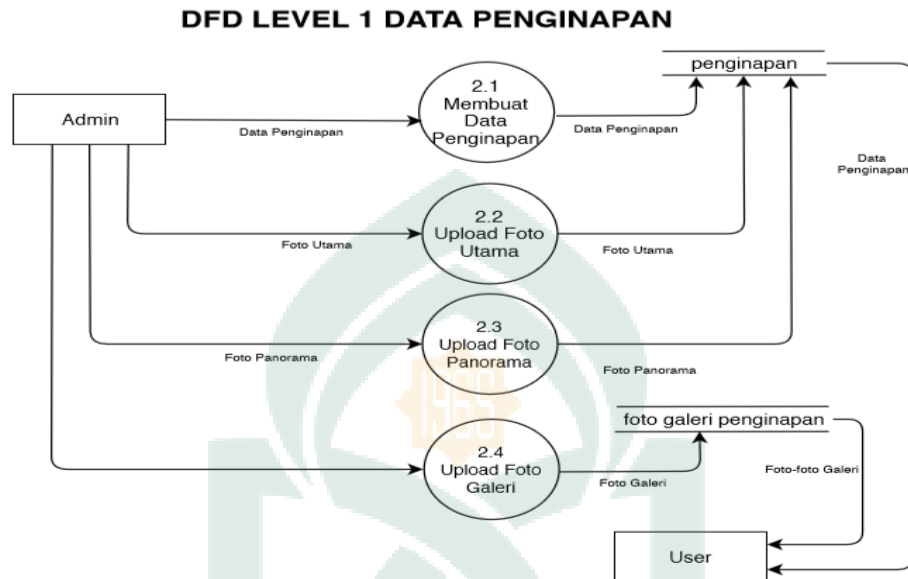 DFD LEVEL 1 DATA PENGINAPAN
penginapan
Admin
2.1
Membuat
Data
Penginapan
Data Penginapan
Data Penginapan
Data
Penginapan
2.2
Upload Foto
Utama
Foto Utama
Foto Utama
2.3
Upload Foto
Panorama
Foto Panorama
Foto Panorama
1965
foto galeri penginapan
2.4
Upload Foto
Galeri
Foto Galeri
Foto-foto Galeri
User